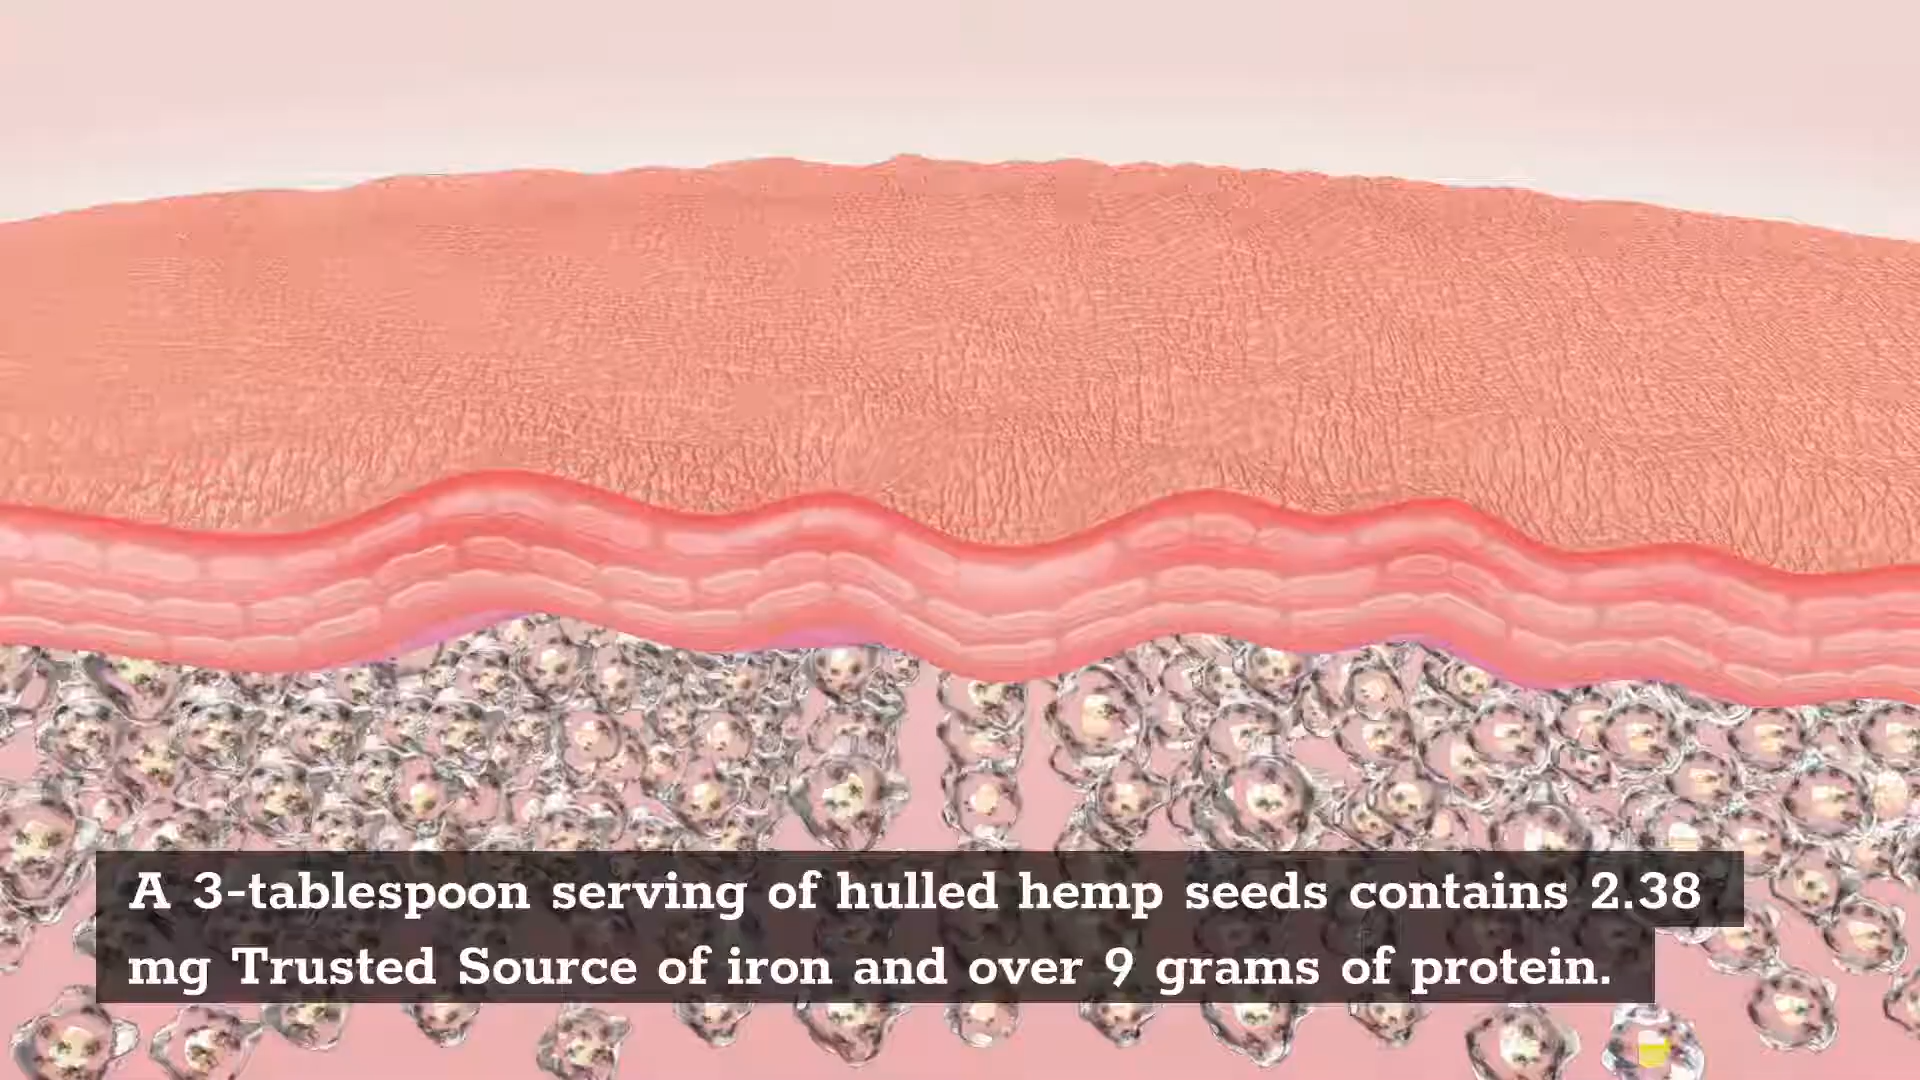 A 3-tablespoon serving of hulled hemp seeds contains 2.38
mg Trusted Source of iron and over 9 grams of protein.